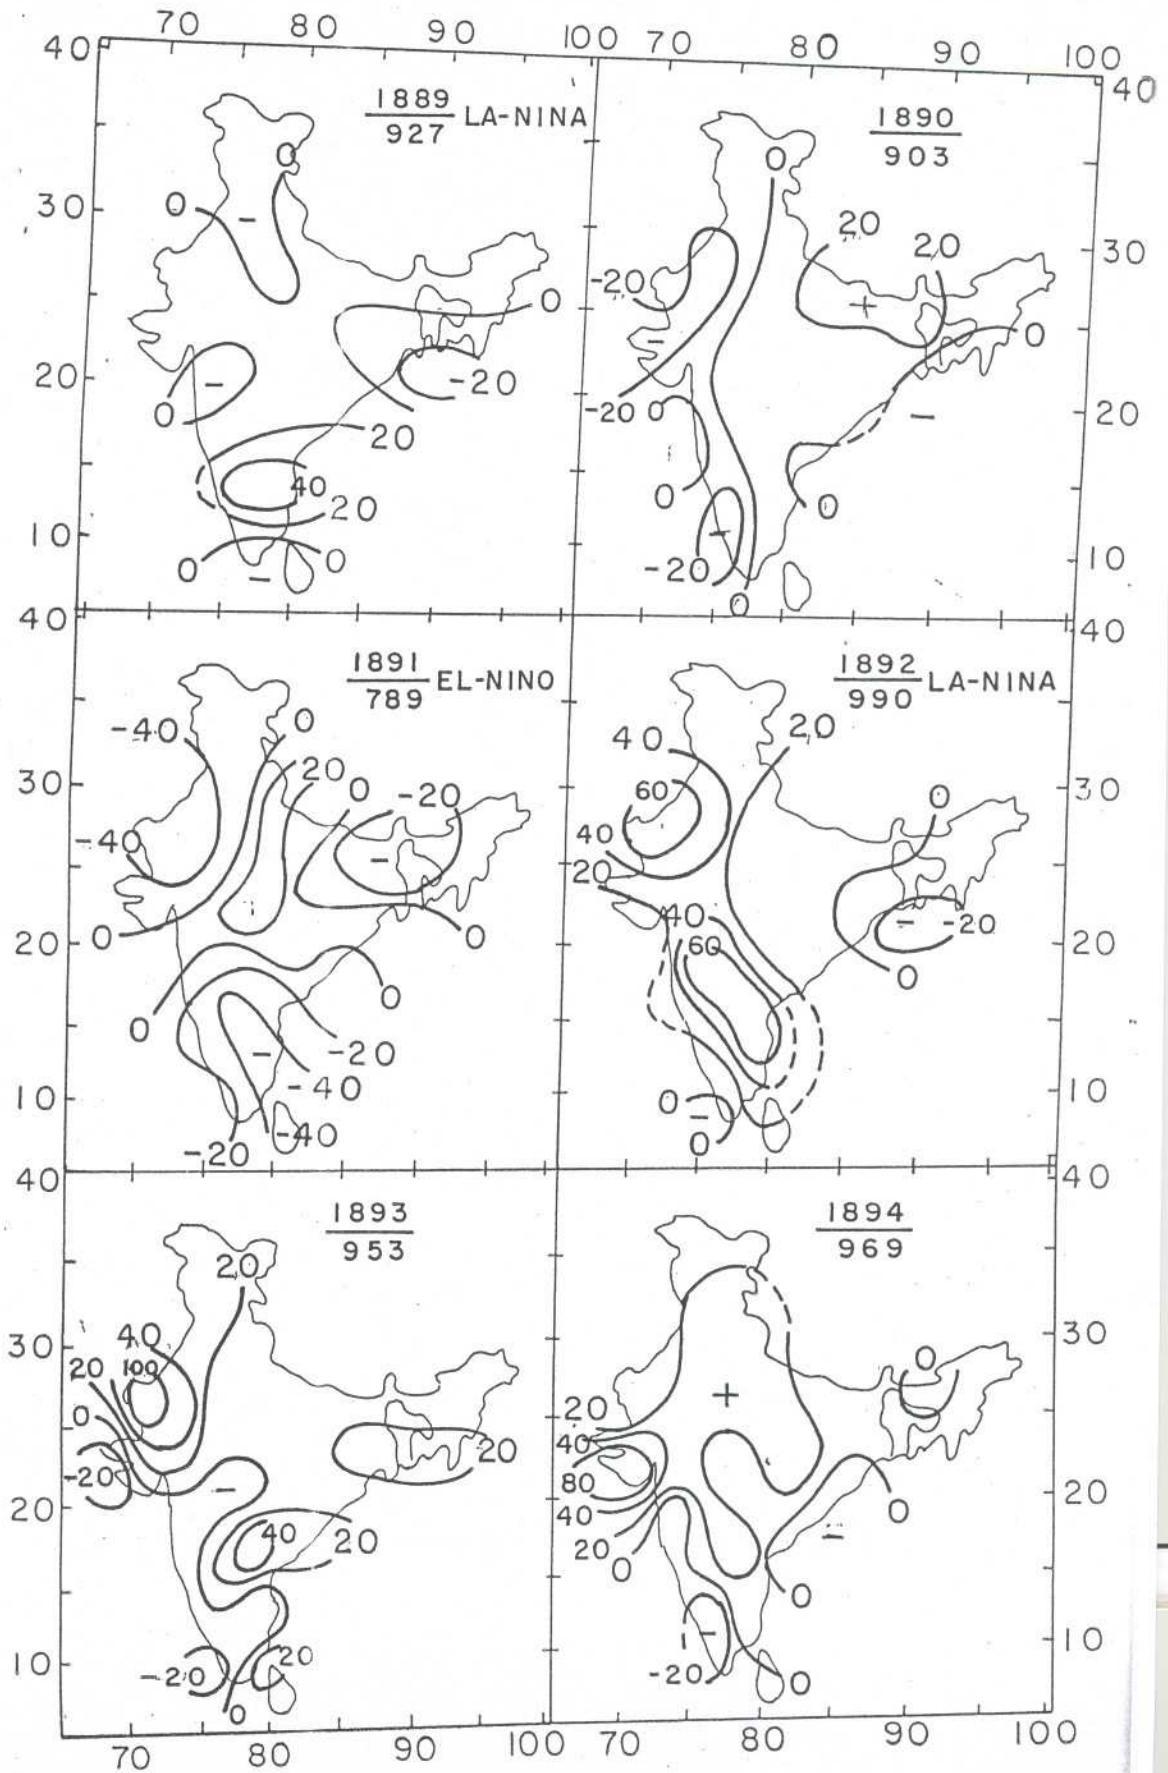 70 80 90 100 70 80 90 100
40 40
1889
927 LA-NINA
1890
903
0 0
0 -
30 30
20 20
-20 +
0 0
-
20 20
- -20
0 -20 0 -
20
40 0 0
20
10 -
0 0 -20 10
- 0
40 40
1891
789 EL-NINO
1892
990 LA-NINA
-40 0 40 20
30 20 0 -20 60 0 30
-40 - 40
20
0 0 40 - -20
20 60 20
0 0
0 -20
-
-40
10 0 10
-
-20 -40 0
40 40
1893
953
1894
969
20
30 40 0 30
20 100 +
0 20
40
-20 20 80
20 - 40 0 20
40 20 20 -
0 0
10 20 - 10
-20 -20 0
0
70 80 90 100 70 80 90 100